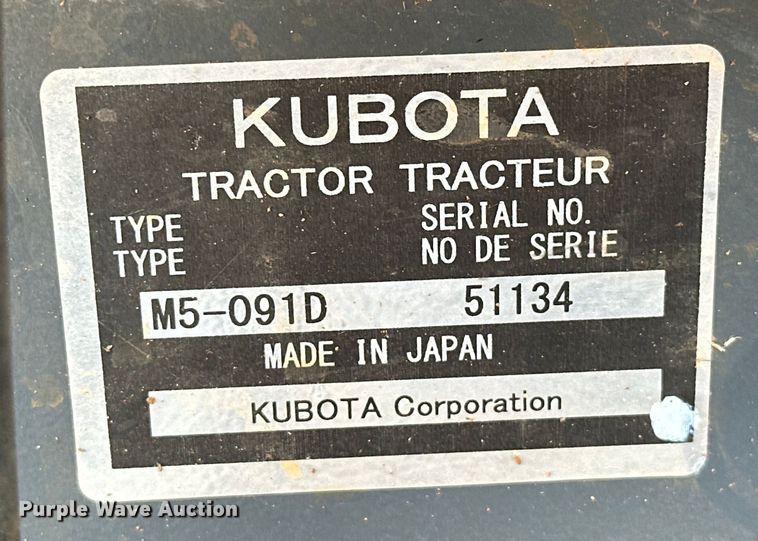 KUBOTA
TRACTOR TRACTEUR
TYPE SERIAL NO.
TYPE NO DE SERIE
M5-091D 51134
MADE IN JAPAN
KUBOTA Corporation
Purple Wave Auction